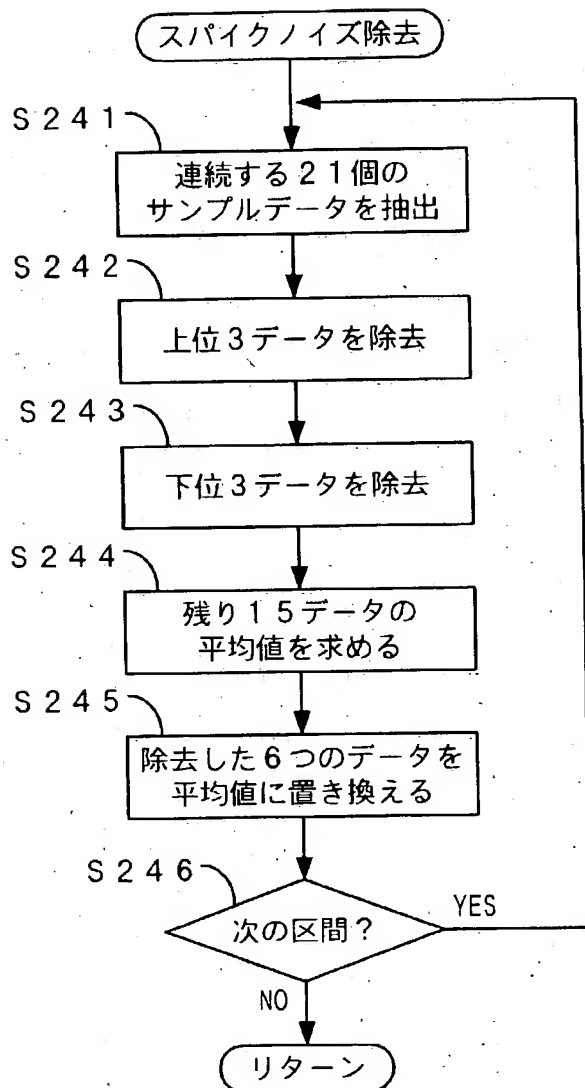 スパイクノイズ除去
S241
連続する21個の
サンプルデータを抽出
S242
上位3データを除去
S243
下位3データを除去
S244
残り15データの
平均値を求める
S245
除去した6つのデータを
平均値に置き換える
S246
次の区間?
YES
NO
リターン